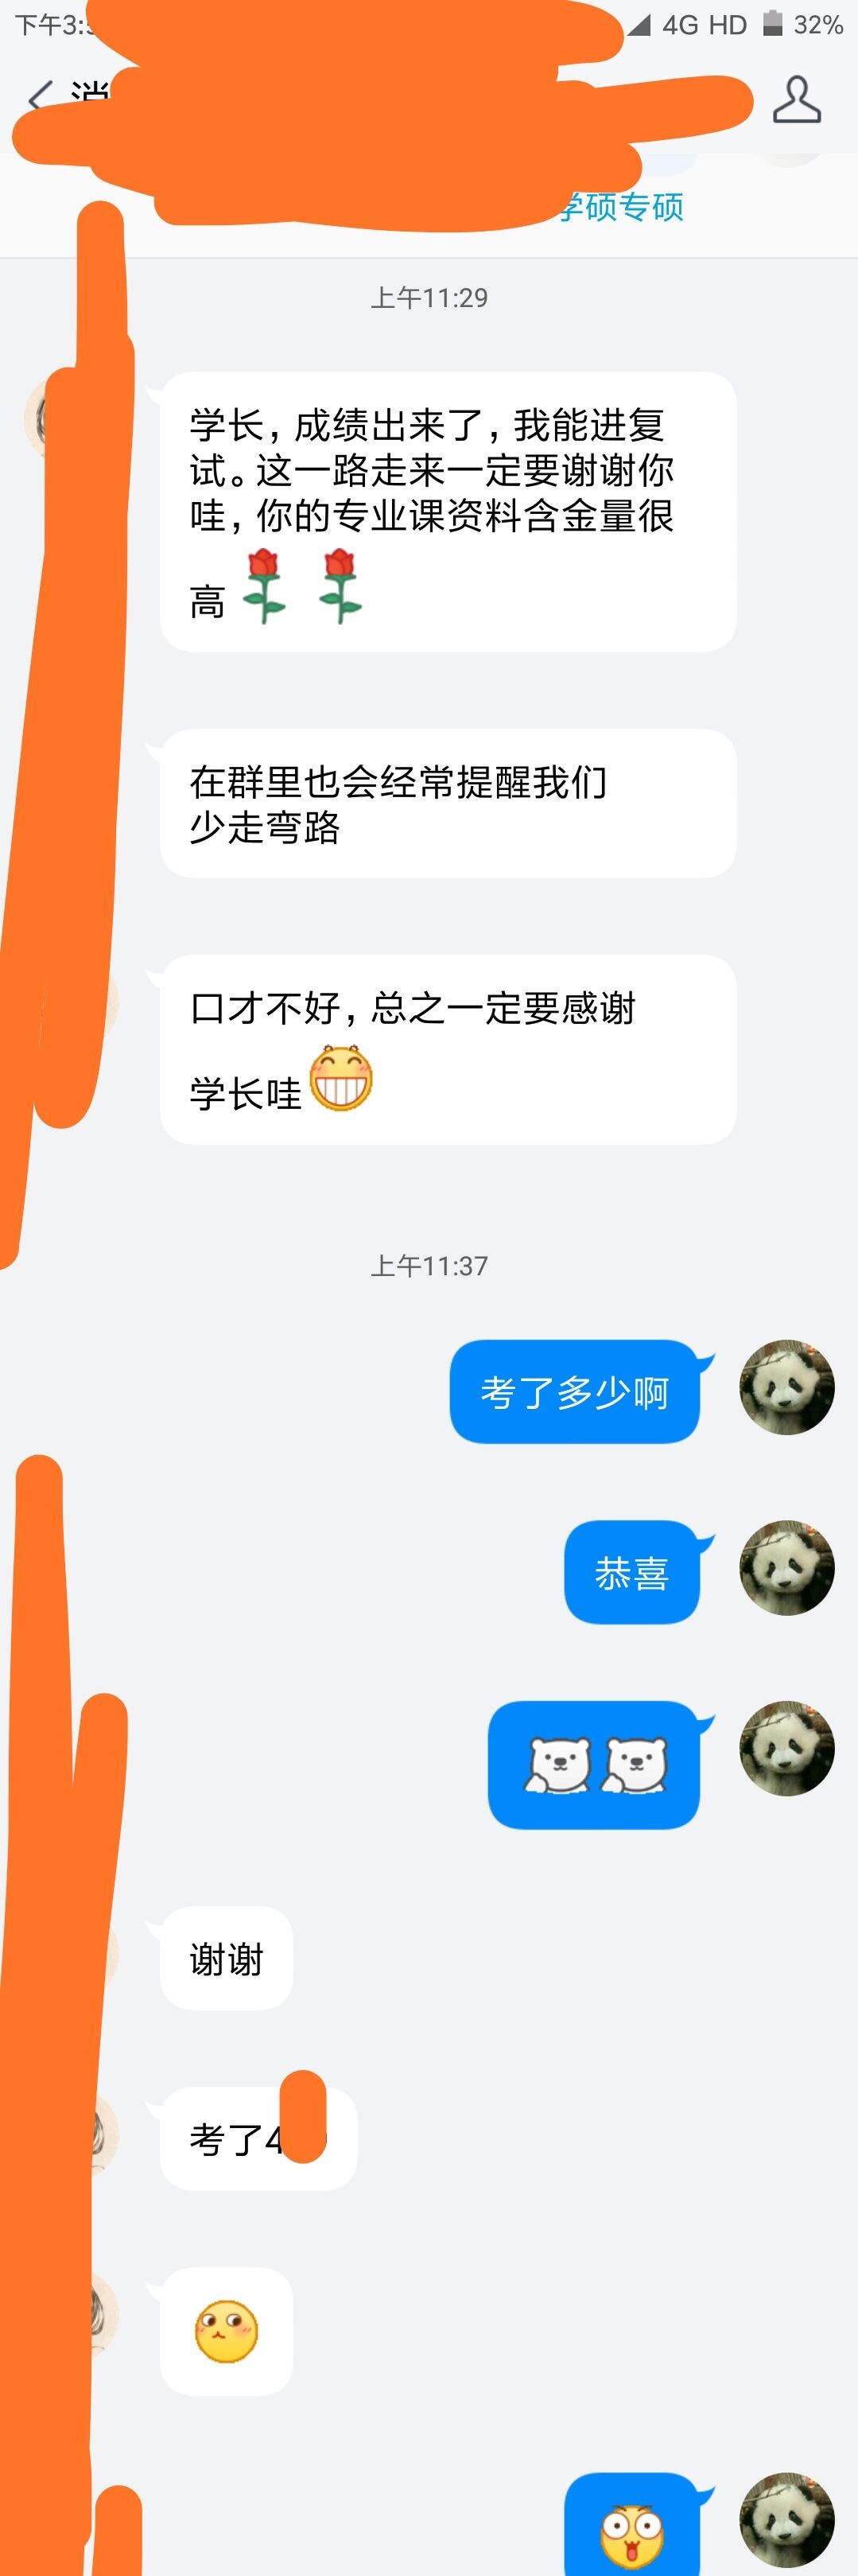 下午3:
4G HD 32%
学硕专硕
上午11:29
学长，成绩出来了，我能进复
试。这一路走来一定要谢谢你
哇，你的专业课资料含金量很
高
在群里也会经常提醒我们
少走弯路
口才不好，总之一定要感谢
学长哇
上午11:37
考了多少啊
恭喜
谢谢
考了4